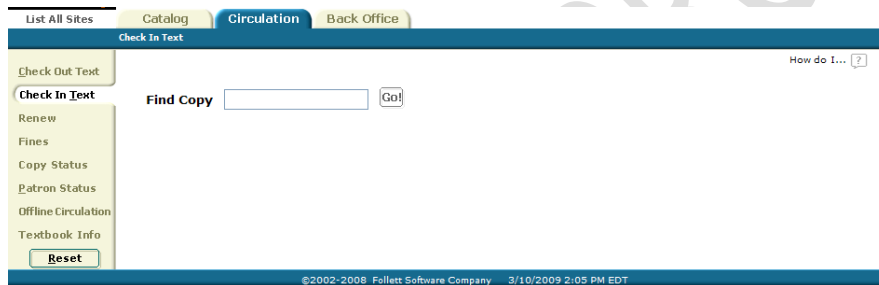 List All Sites
Catalog
Circulation
Back Office
Check In Text
How do I... ?
Check Out Text
Check In Text
Find Copy
Go!
Renew
Fines
Copy Status
Patron Status
Offline Circulation
Textbook Info
Reset
©2002-2008 Follett Software Company 3/10/2009 2:05 PM EDT